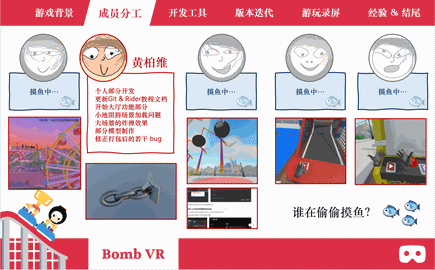 游戏背景
成员分工
开发工具
版本迭代
游玩录屏
经验 & 结尾
黄柏维
摸鱼中…
个人部分开发
更新Git & Rider教程文档
开始大厅功能部分
小地图跨场景加载问题
大场景的炸弹效果
部分模型制作
修正打包后的若干 bug
摸鱼中…
摸鱼中…
摸鱼中…
谁在偷偷摸鱼?
Bomb VR